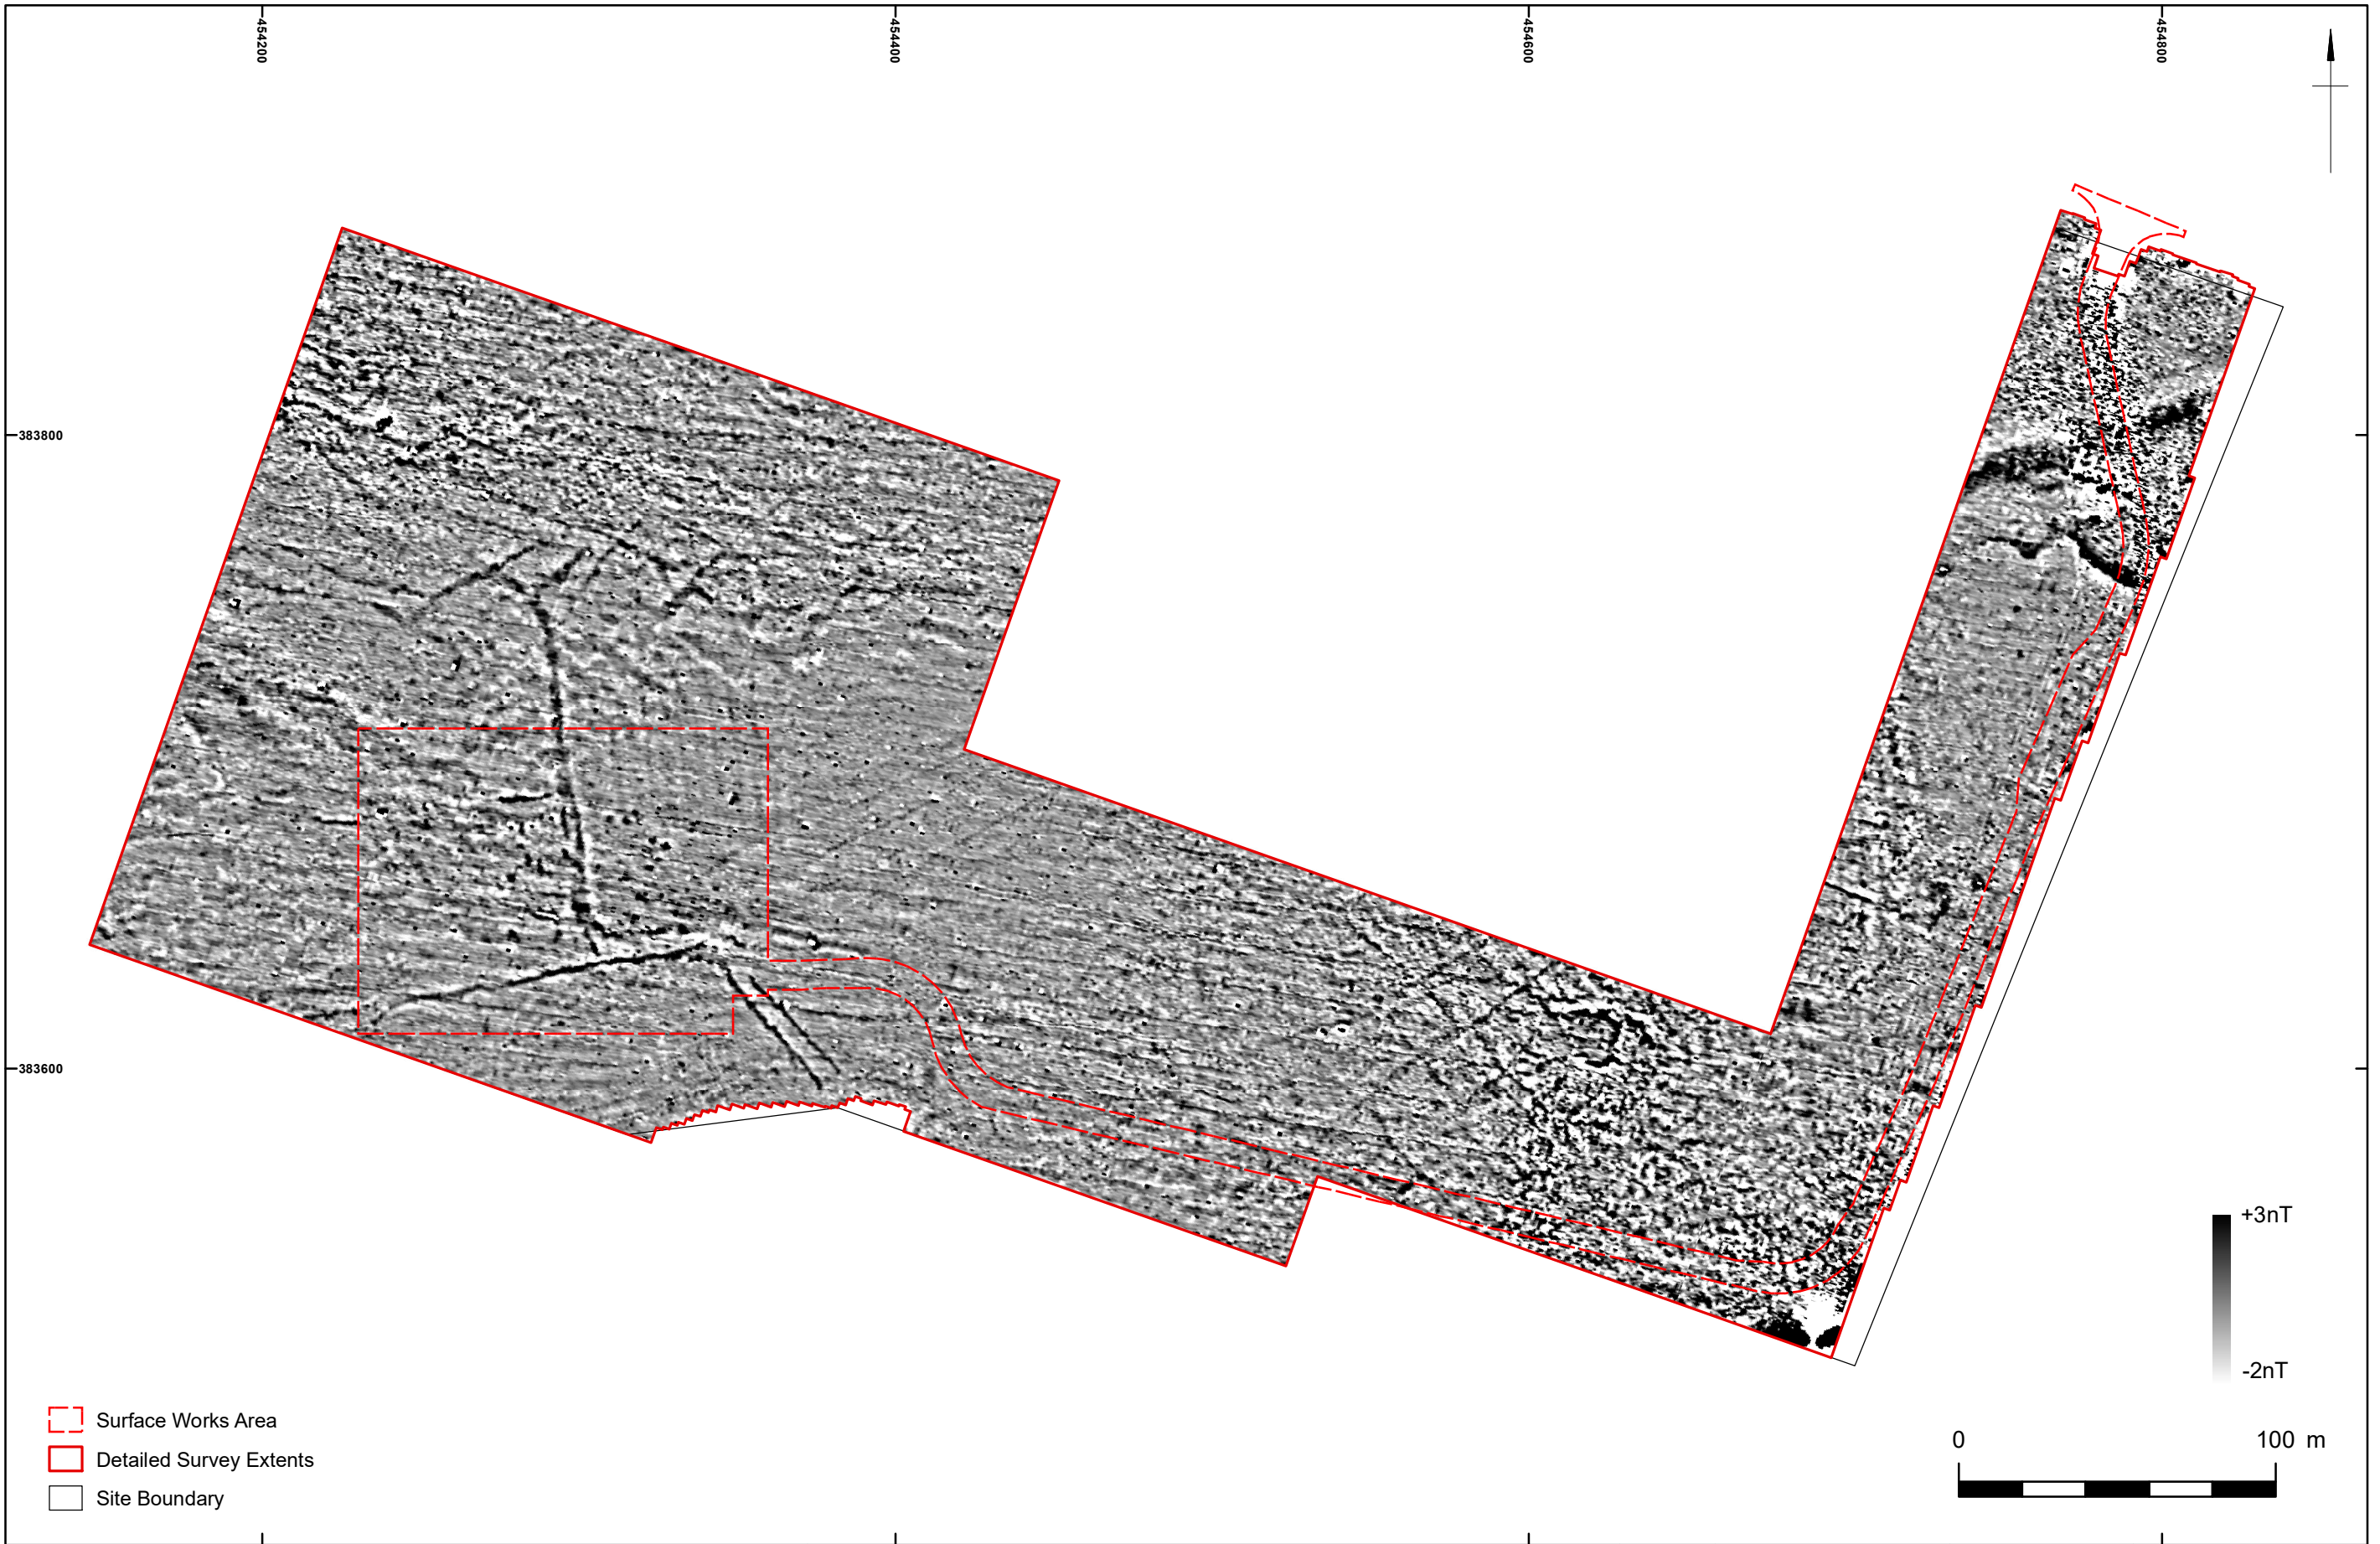 454200
454400
454600
454800
383800
383600
+3nT
-2nT
Surface Works Area
Detailed Survey Extents
Site Boundary
0 100 m